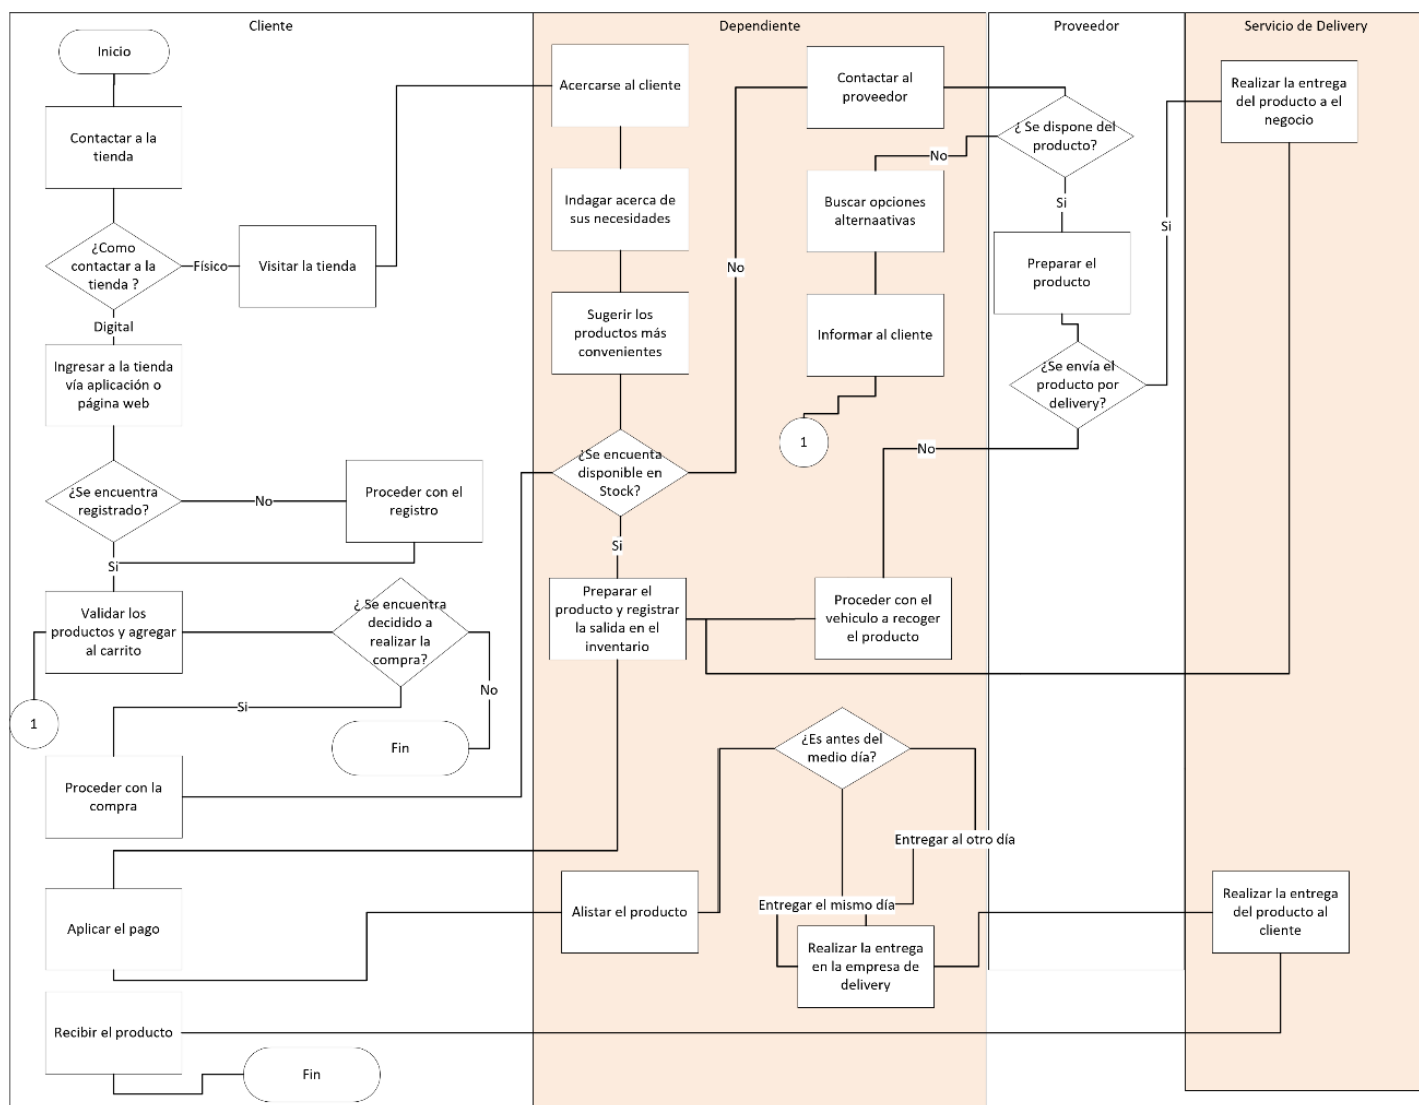 Cliente
Dependiente
Proveedor
Servicio de Delivery
Inicio
Contactar a la
tienda
¿Como
contactar a la
tienda ?
Físico
Visitar la tienda
Digital
Ingresar a la tienda
vía aplicación o
página web
¿Se encuentra
registrado?
No
Proceder con el
registro
Si
Validar los
productos y agregar
al carrito
¿ Se encuentra
decidido a
realizar la
compra?
No
Si
1
Fin
Proceder con la
compra
Aplicar el pago
Recibir el producto
Fin
Acercarse al cliente
Indagar acerca de
sus necesidades
Sugerir los
productos más
convenientes
¿Se encuenta
disponible en
Stock?
No
Si
Preparar el
producto y registrar
la salida en el
inventario
Contactar al
proveedor
No
Buscar opciones
alternaativas
Informar al cliente
1
No
Proceder con el
vehiculo a recoger
el producto
¿Es antes del
medio día?
Entregar al otro día
Entregar el mismo día
Alistar el producto
Realizar la entrega
en la empresa de
delivery
¿ Se dispone del
producto?
Si
Preparar el
producto
¿Se envía el
producto por
delivery?
Si
Realizar la entrega
del producto a el
negocio
Realizar la entrega
del producto al
cliente